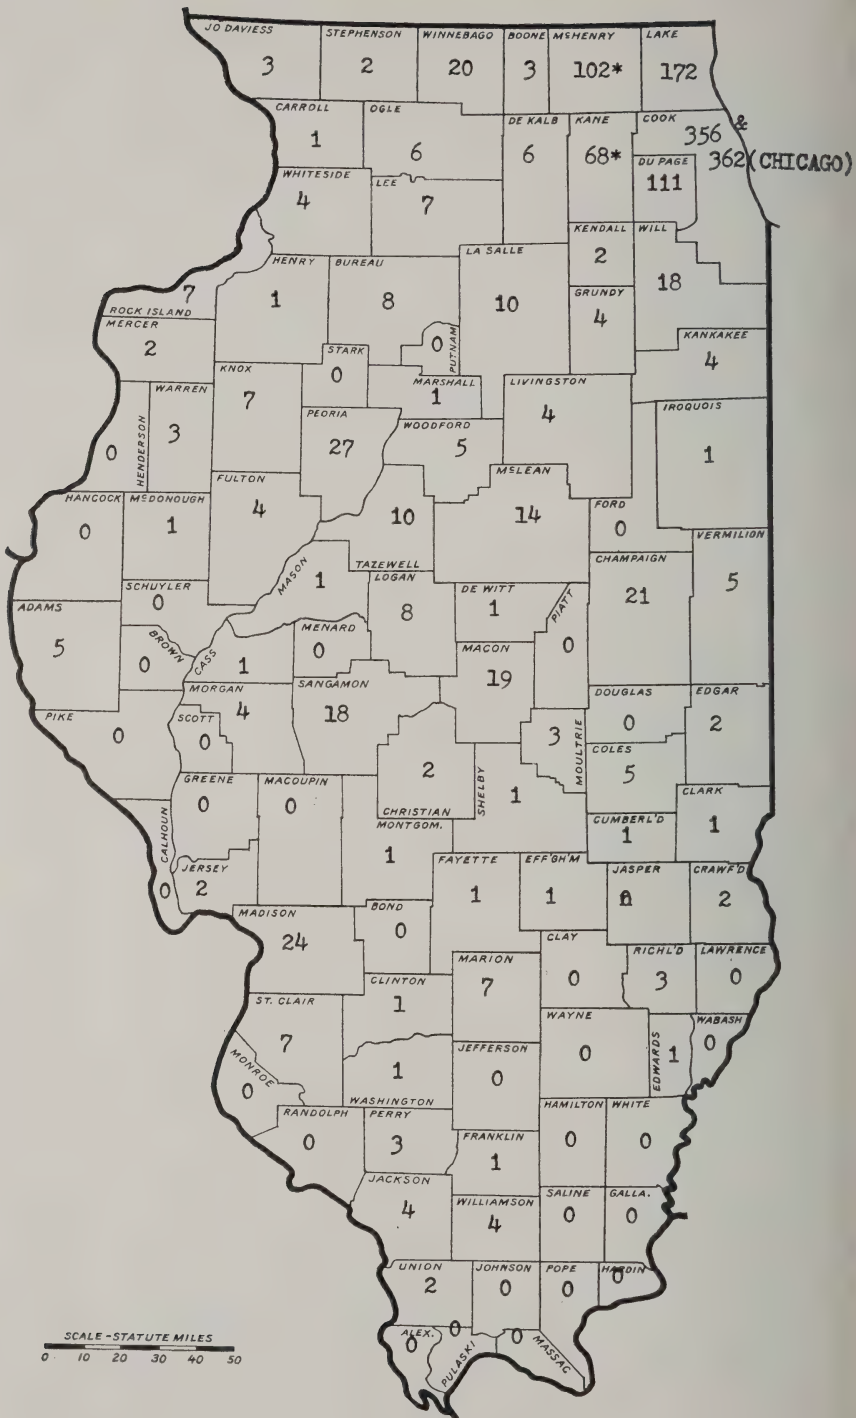 JO DAVIESS
3
STEPHENSON
2
WINNEBAGO
20
BOONE
3
McHENRY
102*
LAKE
172
CARROLL
1
OGLE
6
DE KALB
6
KANE
68*
COOK
356 &
362 (CHICAGO)
DU PAGE
111
WHITESIDE
4
LEE
7
KENDALL
2
WILL
18
ROCK ISLAND
7
HENRY
1
BUREAU
8
LA SALLE
10
GRUNDY
4
MERCER
2
PUTNAM
0
KANKAKEE
4
STARK
0
KNOX
7
MARSHALL
1
LIVINGSTON
4
HENDERSON
0
WARREN
3
PEORIA
27
WOODFORD
5
IROQUOIS
1
FULTON
4
McLEAN
14
FORD
0
HANCOCK
0
McDONOUGH
1
TAZEWELL
10
VERMILION
5
MASON
1
CHAMPAIGN
21
SCHUYLER
0
LOGAN
8
DE WITT
1
PIATT
0
ADAMS
5
BROWN
0
CASS
1
MENARD
0
MACON
19
PIKE
0
MORGAN
4
SCOTT
0
SANGAMON
18
DOUGLAS
0
EDGAR
2
MOULTRIE
3
COLES
5
CHRISTIAN
2
SHELBY
1
GREENE
0
MACOUPIN
0
CLARK
1
CUMBERL'D
1
MONTGOM.
1
CALHOUN
0
JERSEY
2
FAYETTE
1
EFF'GH'M
1
JASPER
0
CRAWF'D
2
MADISON
24
BOND
0
CLAY
0
RICHL'D
3
LAWRENCE
0
MARION
7
CLINTON
1
ST. CLAIR
7
WAYNE
0
EDWARDS
1
WABASH
0
MONROE
0
WASHINGTON
1
JEFFERSON
0
RANDOLPH
0
PERRY
3
HAMILTON
0
WHITE
0
FRANKLIN
1
JACKSON
4
WILLIAMSON
4
SALINE
0
GALLA.
0
UNION
2
JOHNSON
0
POPE
0
HARDIN
0
ALEX.
0
PULASKI
0
MASSAC
0
SCALE-STATUTE MILES
0 10 20 30 40 50